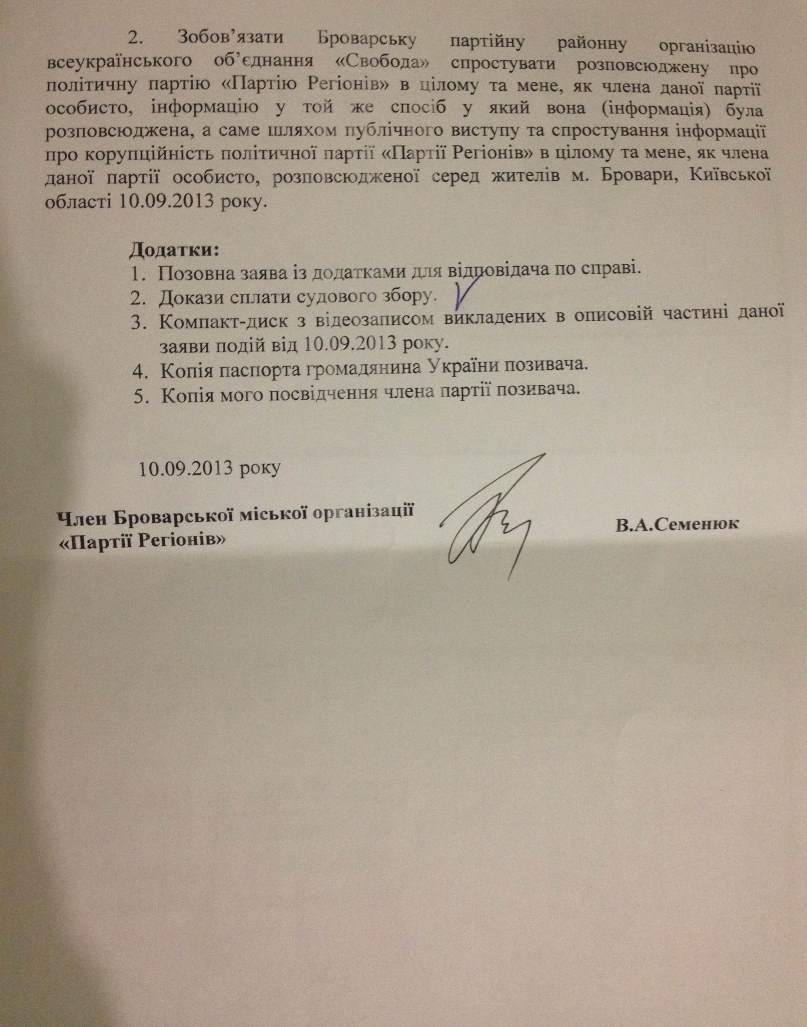 2. Зобов’язати Броварську партійну районну організацію
всеукраїнського об’єднання «Свобода» спростувати розповсюджену про
політичну партію «Партію Регіонів» в цілому та мене, як члена даної партії
особисто, інформацію у той же спосіб у який вона (інформація) була
розповсюджена, а саме шляхом публічного виступу та спростування інформації
про корупційність політичної партії «Партії Регіонів» в цілому та мене, як члена
даної партії особисто, розповсюдженої серед жителів м. Бровари, Київської
області 10.09.2013 року.
Додатки:
1. Позовна заява із додатками для відповідача по справі.
2. Докази сплати судового збору.
3. Компакт-диск з відеозаписом викладених в описовій частині даної
заяви подій від 10.09.2013 року.
4. Копія паспорта громадянина України позивача.
5. Копія мого посвідчення члена партії позивача.
10.09.2013 року
Член Броварської міської організації
«Партії Регіонів»
В.А.Семенюк